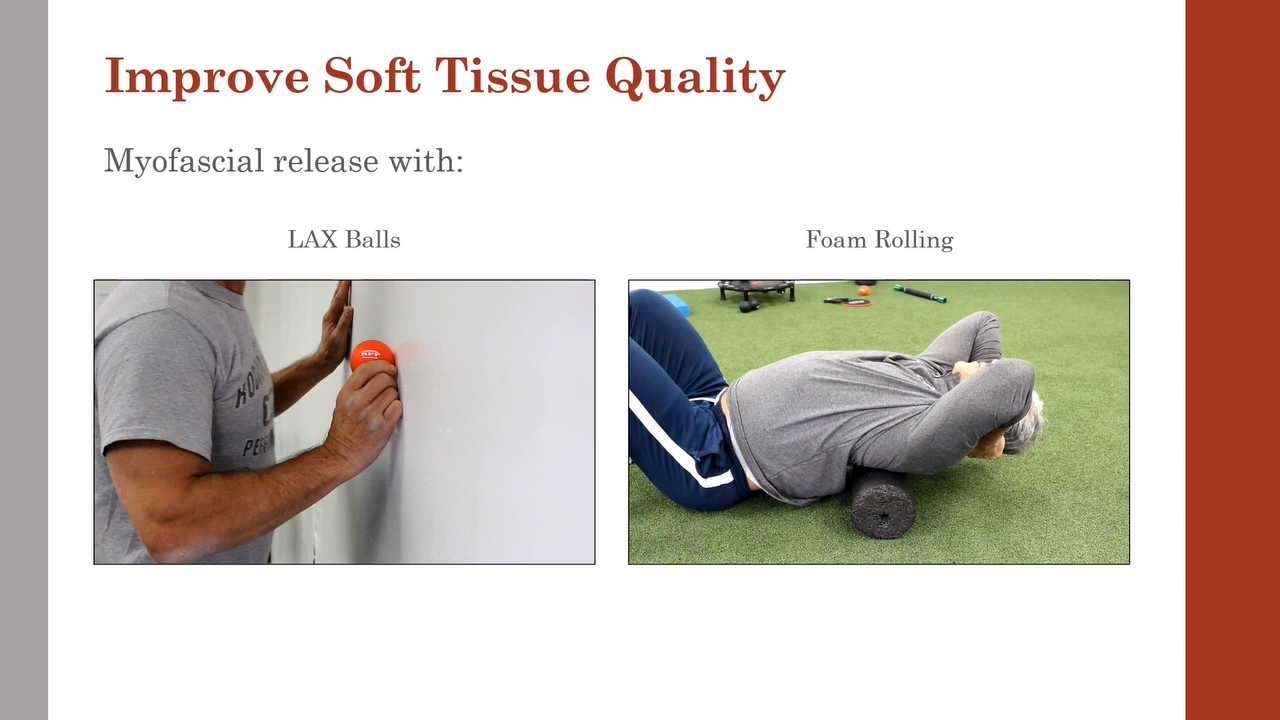 Improve Soft Tissue Quality
Myofascial release with:
LAX Balls
Foam Rolling